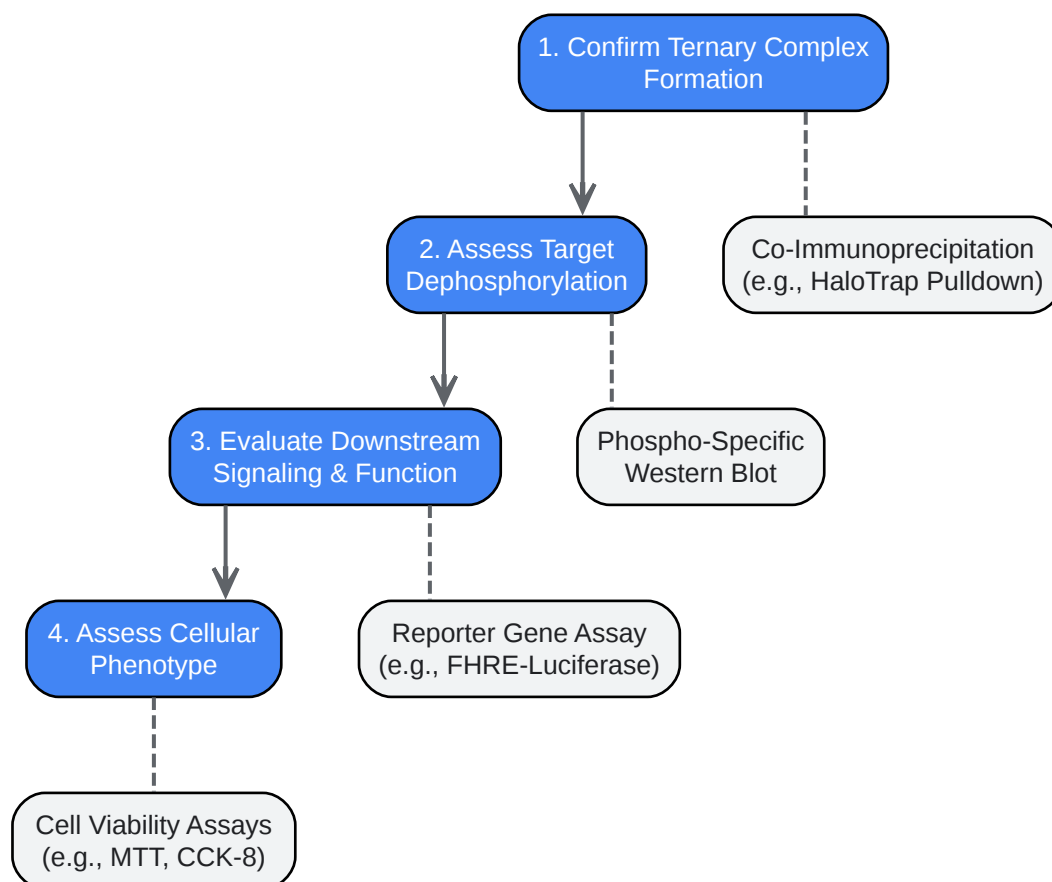 1. Confirm Ternary Complex
Formation
2. Assess Target
Dephosphorylation
Co-Immunoprecipitation
(e.g., HaloTrap Pulldown)
3. Evaluate Downstream
Signaling & Function
Phospho-Specific
Western Blot
4. Assess Cellular
Phenotype
Reporter Gene Assay
(e.g., FHRE-Luciferase)
Cell Viability Assays
(e.g., MTT, CCK-8)